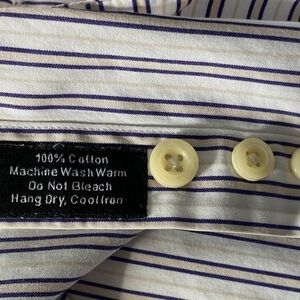 100% Cotton
Machine Wash Warm
Do Not Bleach
Hang Dry, Cool Iron